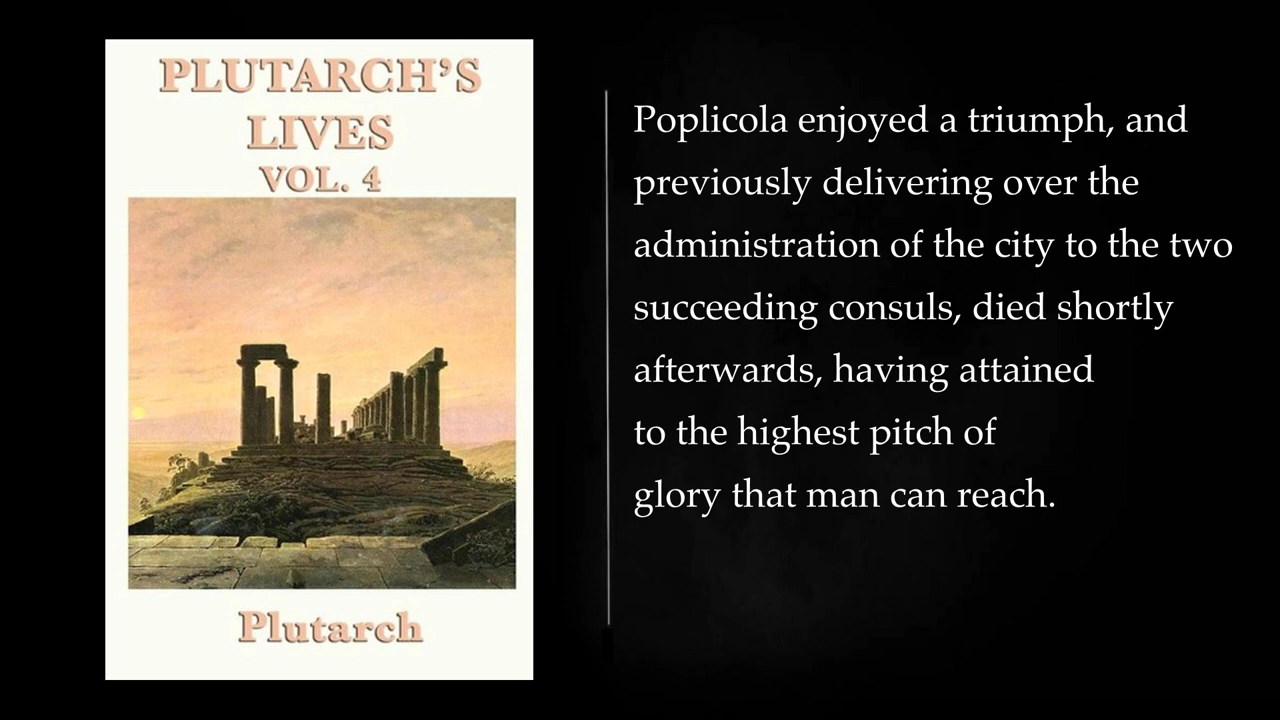 PLUTARCH'S
LIVES
VOL. 4
Plutarch
Poplicola enjoyed a triumph, and
previously delivering over the
administration of the city to the two
succeeding consuls, died shortly
afterwards, having attained
to the highest pitch of
glory that man can reach.